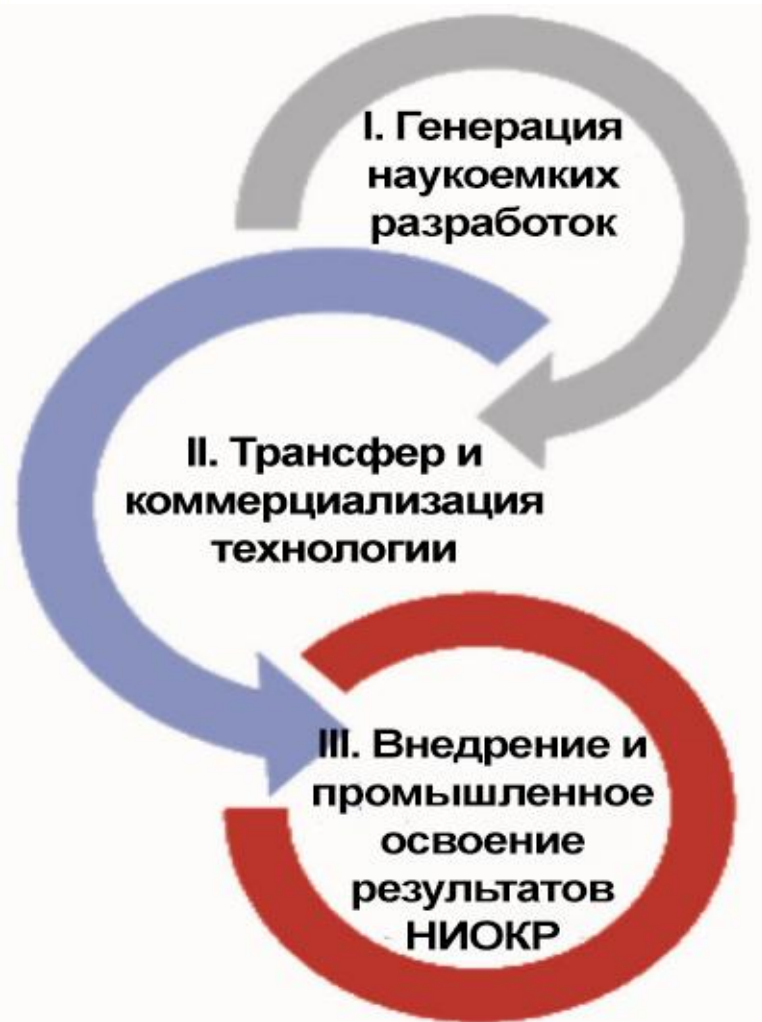 I. Генерация
наукоемких
разработок
II. Трансфер и
коммерциализация
технологии
III. Внедрение и
промышленное
освоение
результатов
НИОКР